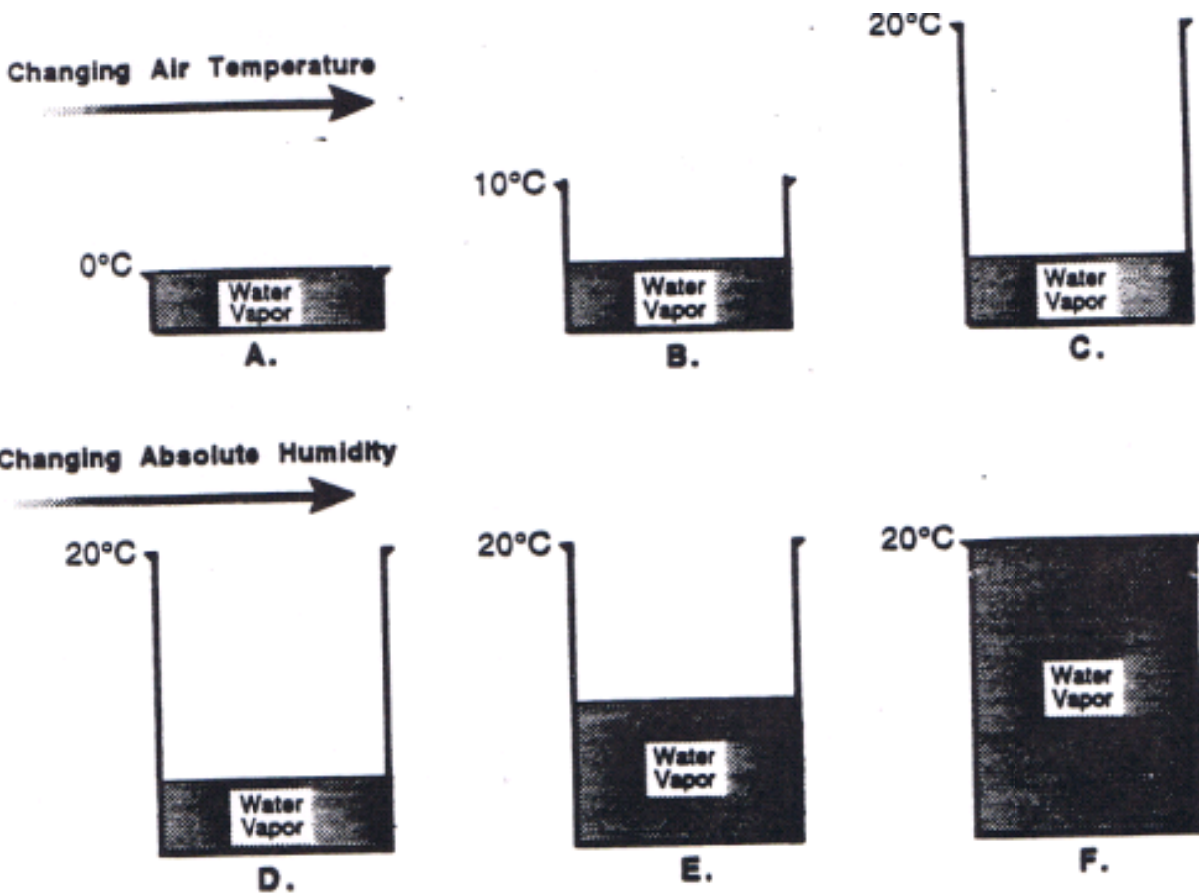 20°C
Changing Air Temperature
10°C
0°C
Water
Vapor
A.
Water
Vapor
B.
Water
Vapor
C.
Changing Absolute Humidity
20°C
20°C
20°C
Water
Vapor
D.
Water
Vapor
E.
Water
Vapor
F.